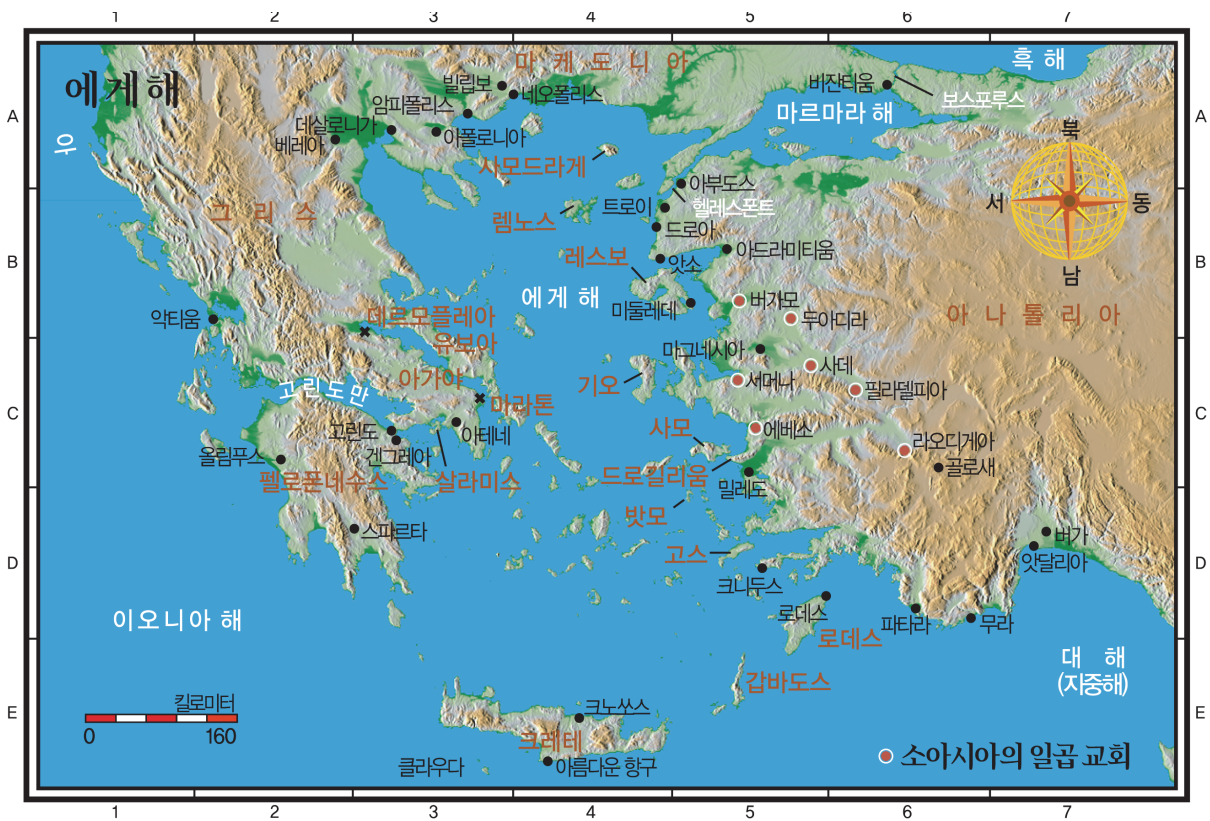 1 2 3 4 5 6 7
에게해
마케도니아
흑 해
빌립보
네오폴리스
비잔티움
보스포루스
암피폴리스
마르마라 해
A
A
데살로니가
아폴로니아
베레아
아
북
사모드라게
아부도스
서
동
그 리 스
렘노스
트로이
헬레스폰트
드로아
남
B
B
레스보
앗소
아드라미티움
에게 해
미둘레데
버가모
아 나 톨 리 아
악티움
데르모플레아
두아디라
유보아
마그네시아
사데
아가야
기오
서머나
필라델피아
고린도만
마라톤
C
C
고린도
아테네
사모
에베소
라오디게아
올림푸스
겐그레아
골로새
펠로폰네수스
살라미스
드로길리움
밀레도
밧모
스파르타
버가
고스
앗달리아
D
D
크니두스
로데스
파타라
무라
이오니아 해
로데스
대 해
(지중해)
갑바도스
킬로미터
크노쏘스
E
E
0 160
크레테
클라우다
아름다운 항구
소아시아의 일곱 교회
1 2 3 4 5 6 7